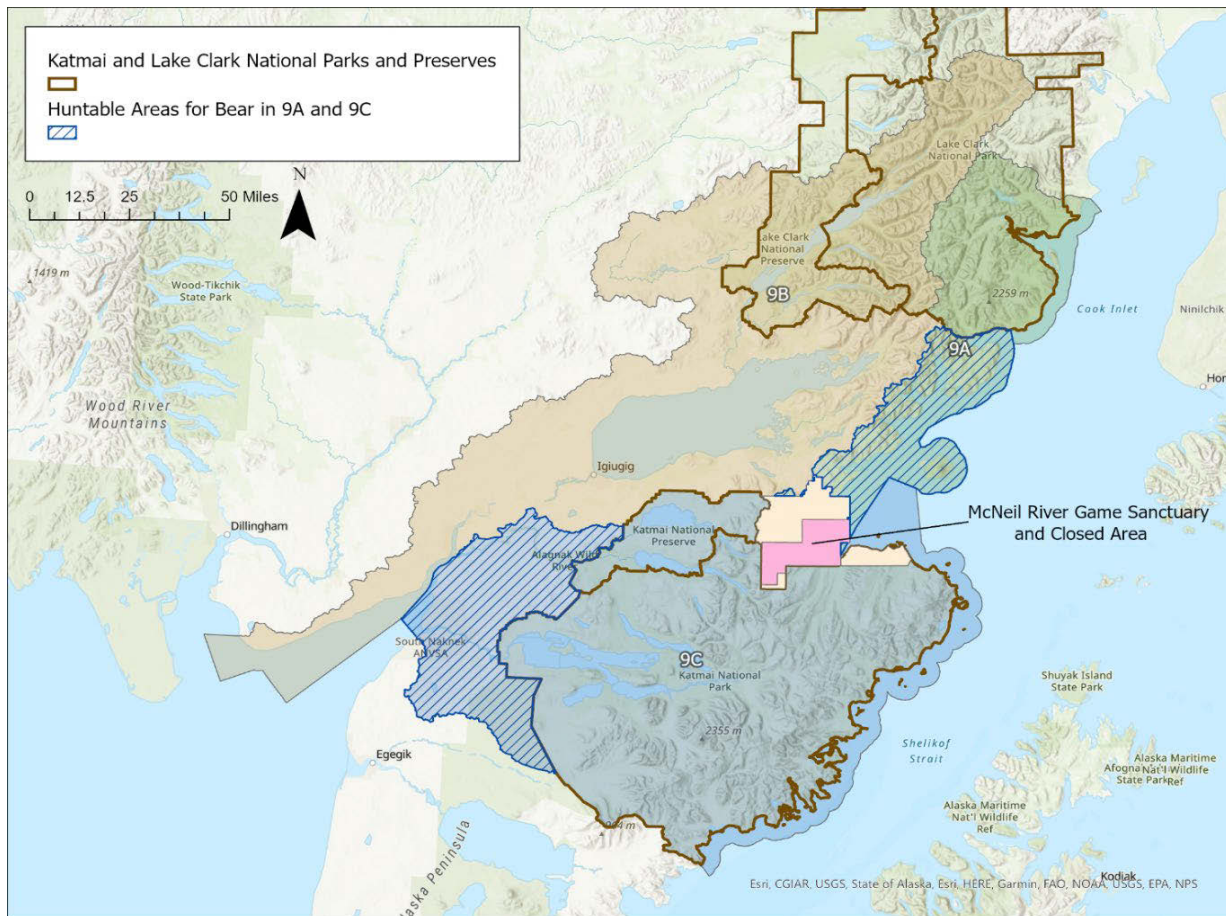 Katmai and Lake Clark National Parks and Preserves
Huntable Areas for Bear in 9A and 9C
0 12.5 25 50 Miles
N
1419 m
Wood-Tikchik
State Park
Lake Clark
National Park
Lake Clark
National
Preserve
9B
2259 m
Cook Inlet
Ninilchik
9A
Hor
Wood River
Mountains
Igiugig
Dillingham
Katmai National
Preserve
McNeil River Game Sanctuary
and Closed Area
Alagnak Wild
River
South Naknek
ANVSA
9C
Katmai National
Park
Shuyak Island
State Park
2355 m
Shelikof
Strait
Egegik
Alaska Maritime
Nat'l Wildlife
Ref
State Park
Alaska Maritime
Nat'l Wildlife
Ref
laska Peninsula
Kodiak
Esri, CGIAR, USGS, State of Alaska, Esri, HERE, Garmin, FAO, NOAA, USGS, EPA, NPS